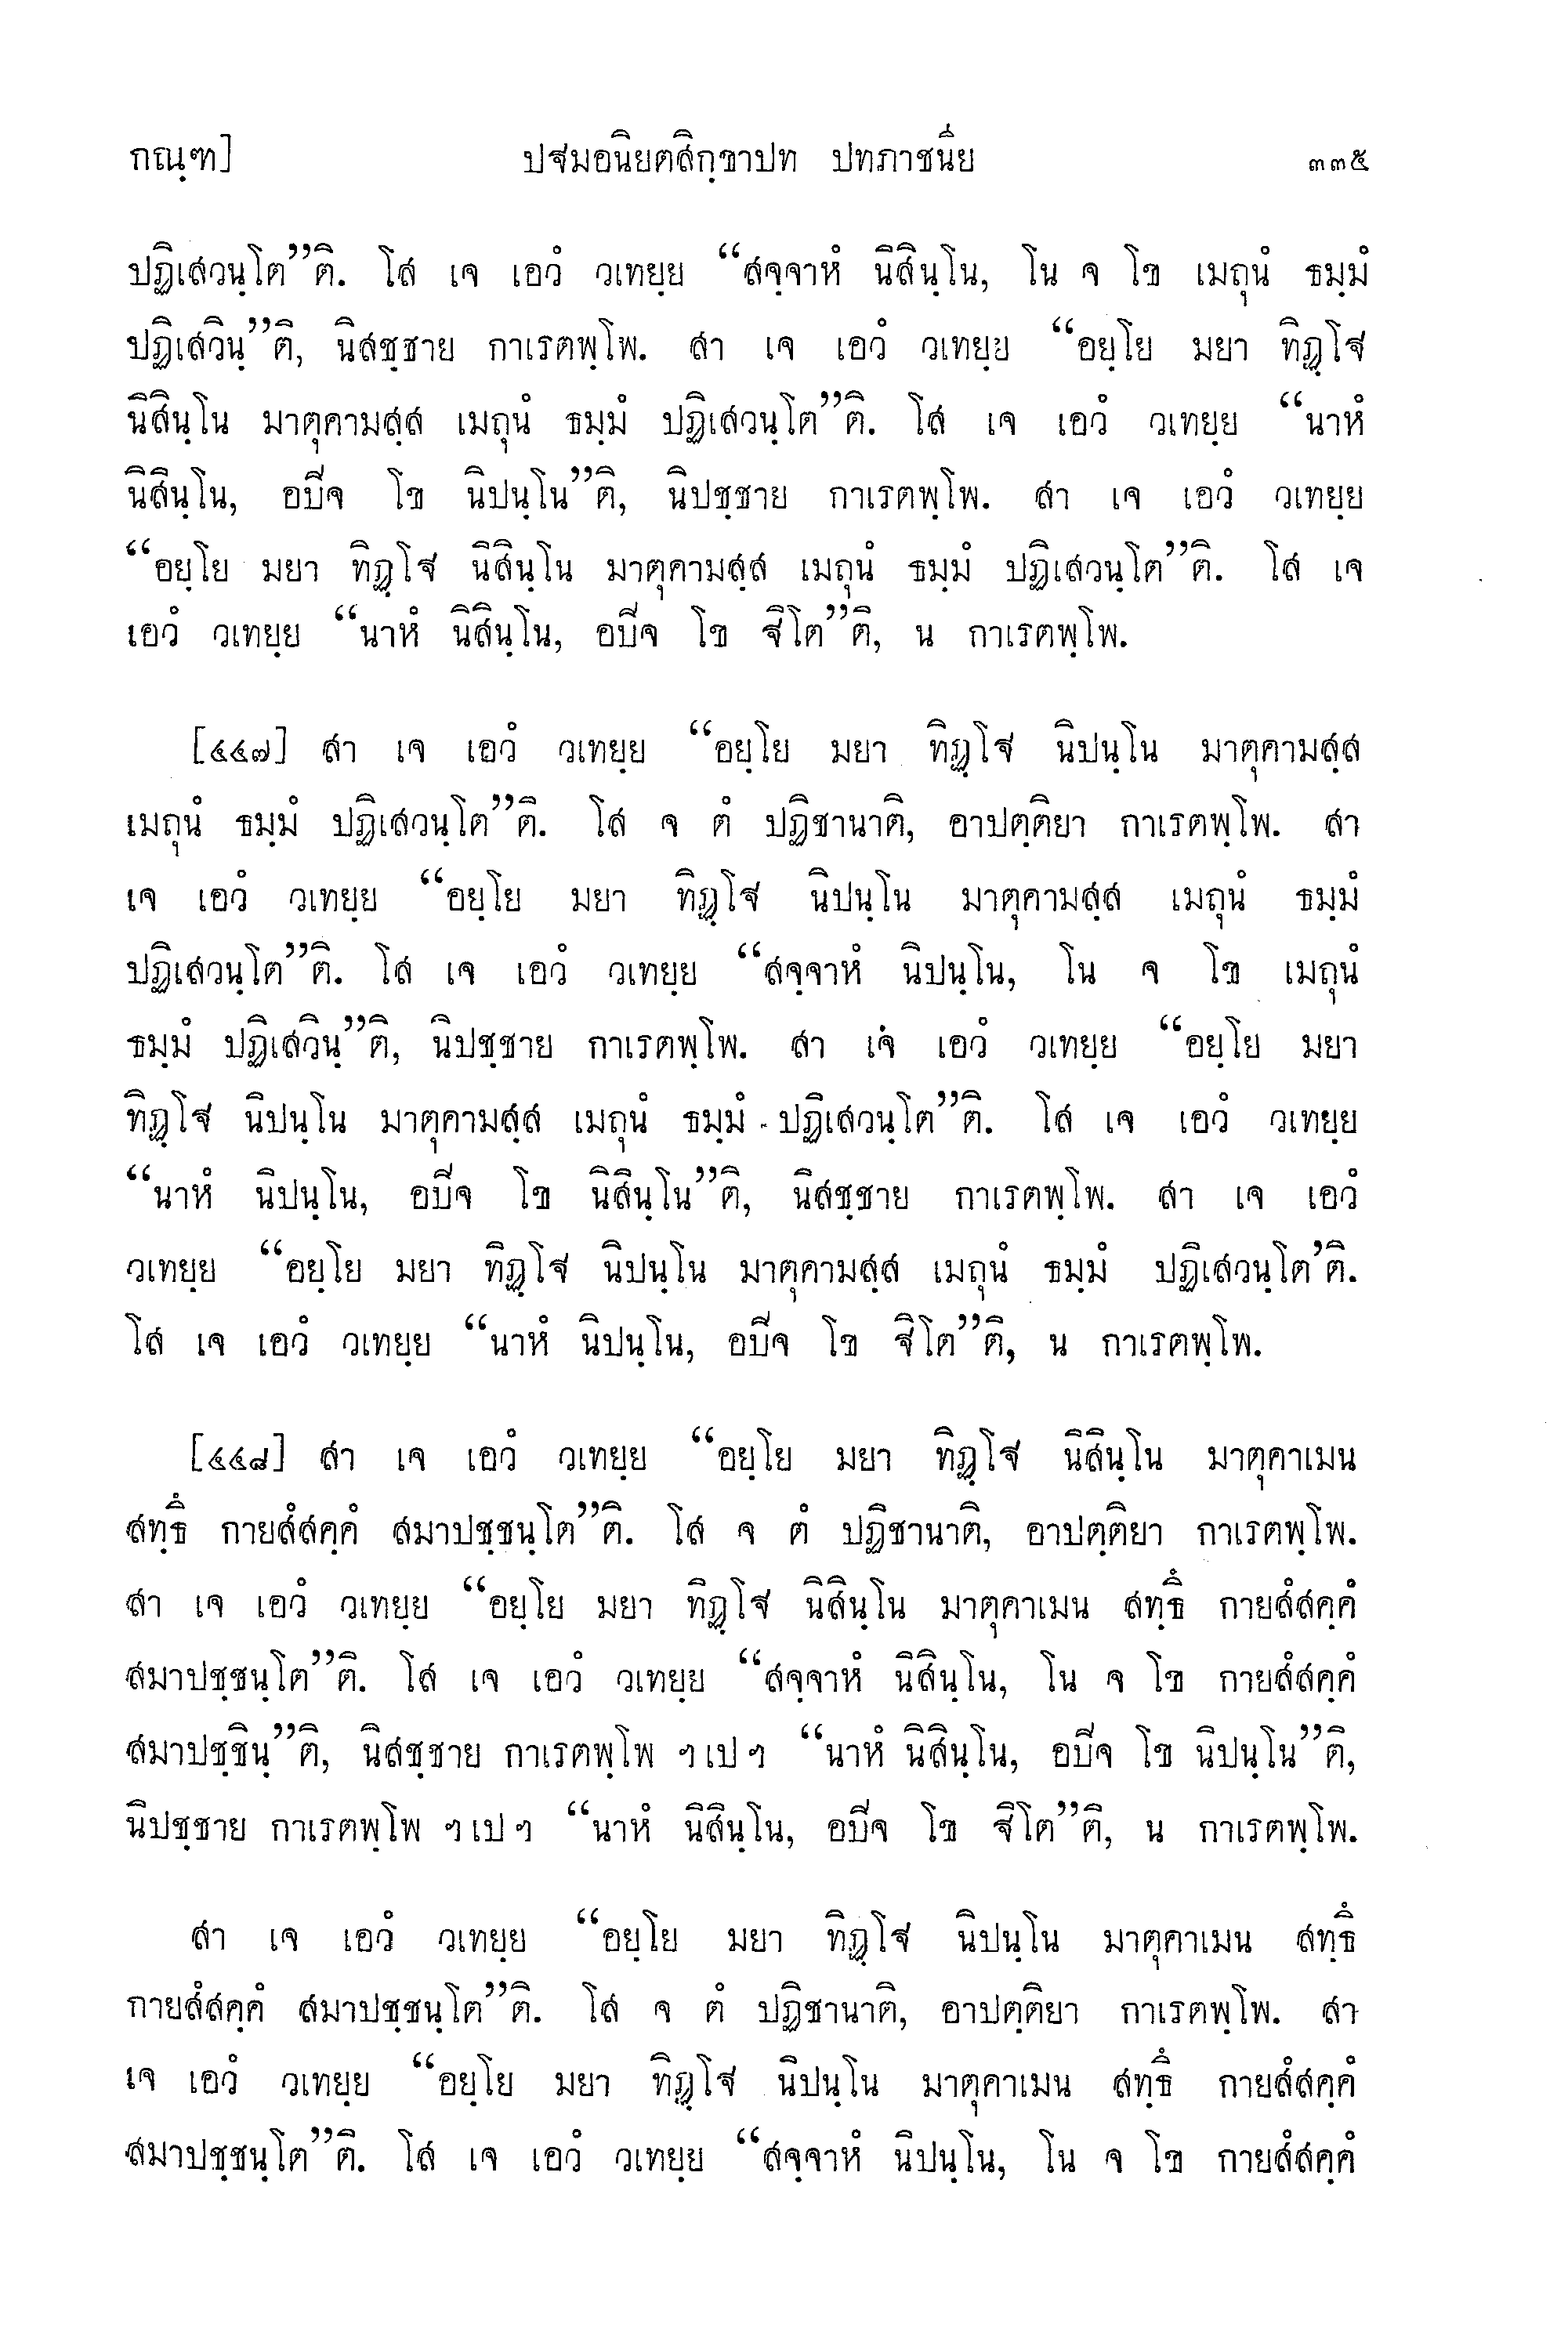 กณฺฑ] ปฐมอนิยตสิกฺขาปท ปทภาชนิ่ย ๓๓๕
ปฏิเสวนฺโต”ติ. โส เจ เอวํ วเทยฺย “สจฺจาหํ นิสินฺโน, โน จ โข เมถุนํ ธมฺมํ
ปฏิเสวินฺ”ติ, นิสชฺชาย กาเรตพฺโพ. สา เจ เอวํ วเทยฺย “อยฺโย มยา ทิฏฺโฐ
นิสินฺโน มาตุคามสฺส เมถุนํ ธมฺมํ ปฏิเสวนฺโต”ติ. โส เจ เอวํ วเทยฺย “นาหํ
นิสินฺโน, อปิจ โข นิปนฺโน”ติ, นิปชฺชาย กาเรตพฺโพ. สา เจ เอวํ วเทยฺย
“อยฺโย มยา ทิฏฺโฐ นิสินฺโน มาตุคามสฺส เมถุนํ ธมฺมํ ปฏิเสวนฺโต”ติ. โส เจ
เอวํ วเทยฺย “นาหํ นิสินฺโน, อปิจ โข ฐิโต”ติ, น กาเรตพฺโพ.
[๔๔๗] สา เจ เอวํ วเทยฺย “อยฺโย มยา ทิฏฺโฐ นิปนฺโน มาตุคามสฺส
เมถุนํ ธมฺมํ ปฏิเสวนฺโต”ติ. โส จ ตํ ปฏิชานาติ, อาปตฺติยา กาเรตพฺโพ. สา
เจ เอวํ วเทยฺย “อยฺโย มยา ทิฏฺโฐ นิปนฺโน มาตุคามสฺส เมถุนํ ธมฺมํ
ปฏิเสวนฺโต”ติ. โส เจ เอวํ วเทยฺย “สจฺจาหํ นิปนฺโน, โน จ โข เมถุนํ
ธมฺมํ ปฏิเสวินฺ”ติ, นิปชฺชาย กาเรตพฺโพ. สา เจ เอวํ วเทยฺย “อยฺโย มยา
ทิฏฺโฐ นิปนฺโน มาตุคามสฺส เมถุนํ ธมฺมํ ปฏิเสวนฺโต”ติ. โส เจ เอวํ วเทยฺย
“นาหํ นิปนฺโน, อปิจ โข นิสินฺโน”ติ, นิสชฺชาย กาเรตพฺโพ. สา เจ เอวํ
วเทยฺย “อยฺโย มยา ทิฏฺโฐ นิปนฺโน มาตุคามสฺส เมถุนํ ธมฺมํ ปฏิเสวนฺโต’ติ.
โส เจ เอวํ วเทยฺย “นาหํ นิปนฺโน, อปิจ โข ฐิโต”ติ, น กาเรตพฺโพ.
[๔๔๘] สา เจ เอวํ วเทยฺย “อยฺโย มยา ทิฏฺโฐ นิสินฺโน มาตุคาเมน
สทฺธึ กายสํสคฺคํ สมาปชฺชนฺโต”ติ. โส จ ตํ ปฏิชานาติ, อาปตฺติยา กาเรตพฺโพ.
สา เจ เอวํ วเทยฺย “อยฺโย มยา ทิฏฺโฐ นิสินฺโน มาตุคาเมน สทฺธึ กายสํสคฺคํ
สมาปชฺชนฺโต”ติ. โส เจ เอวํ วเทยฺย “สจฺจาหํ นิสินฺโน, โน จ โข กายสํสคฺคํ
สมาปชฺชินฺ”ติ, นิสชฺชาย กาเรตพฺโพ ฯ เป ฯ “นาหํ นิสินฺโน, อปิจ โข นิปนฺโน”ติ,
นิปชฺชาย กาเรตพฺโพ ฯ เป ฯ “นาหํ นิสินฺโน, อปิจ โข ฐิโต”ติ, น กาเรตพฺโพ.
สา เจ เอวํ วเทยฺย “อยฺโย มยา ทิฏฺโฐ นิปนฺโน มาตุคาเมน สทฺธึ
กายสํสคฺคํ สมาปชฺชนฺโต”ติ. โส จ ตํ ปฏิชานาติ, อาปตฺติยา กาเรตพฺโพ. สา
เจ เอวํ วเทยฺย “อยฺโย มยา ทิฏฺโฐ นิปนฺโน มาตุคาเมน สทฺธึ กายสํสคฺคํ
สมาปชฺชนฺโต”ติ. โส เจ เอวํ วเทยฺย “สจฺจาหํ นิปนฺโน, โน จ โข กายสํสคฺคํ